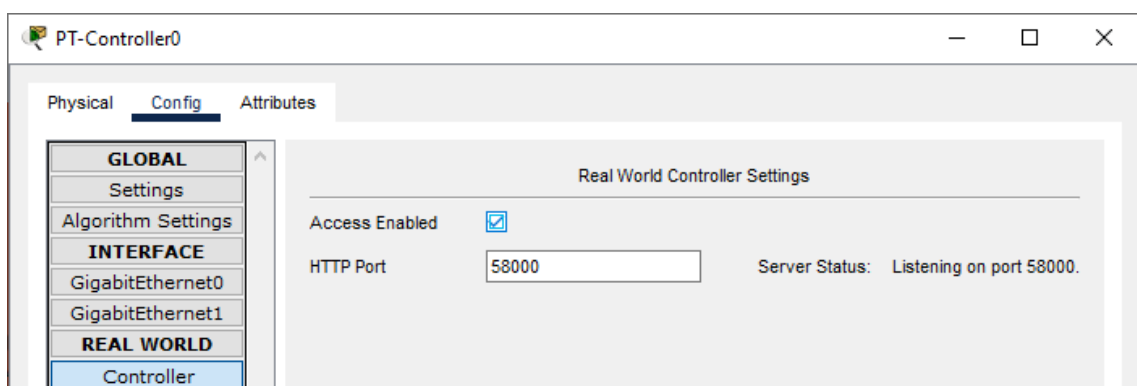 PT-Controller0
Physical Config Attributes
GLOBAL
Settings
Algorithm Settings
INTERFACE
GigabitEthernet0
GigabitEthernet1
REAL WORLD
Controller
Real World Controller Settings
Access Enabled
HTTP Port 58000 Server Status: Listening on port 58000.